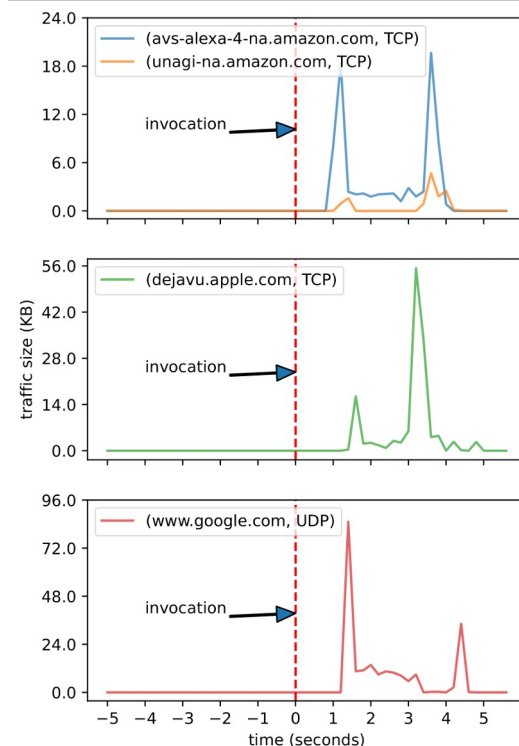 24.0
18.0
12.0
6.0
0.0
(avs-alexa-4-na.amazon.com, TCP)
(unagi-na.amazon.com, TCP)
invocation
traffic size (KB)
56.0
42.0
28.0
14.0
0.0
(dejavu.apple.com, TCP)
invocation
96.0
72.0
48.0
24.0
0.0
(www.google.com, UDP)
invocation
−5 −4 −3 −2 −1 0 1 2 3 4 5
time (seconds)